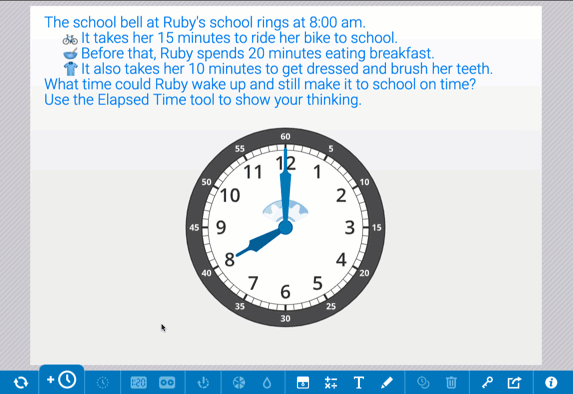 The school bell at Ruby's school rings at 8:00 am.
It takes her 15 minutes to ride her bike to school.
Before that, Ruby spends 20 minutes eating breakfast.
It also takes her 10 minutes to get dressed and brush her teeth.
What time could Ruby wake up and still make it to school on time?
Use the Elapsed Time tool to show your thinking.
60
55 5
12
11 1
50 10
10 2
45 9 3 15
8 4
40 20
7 5
6
35 25
30
+
T
i